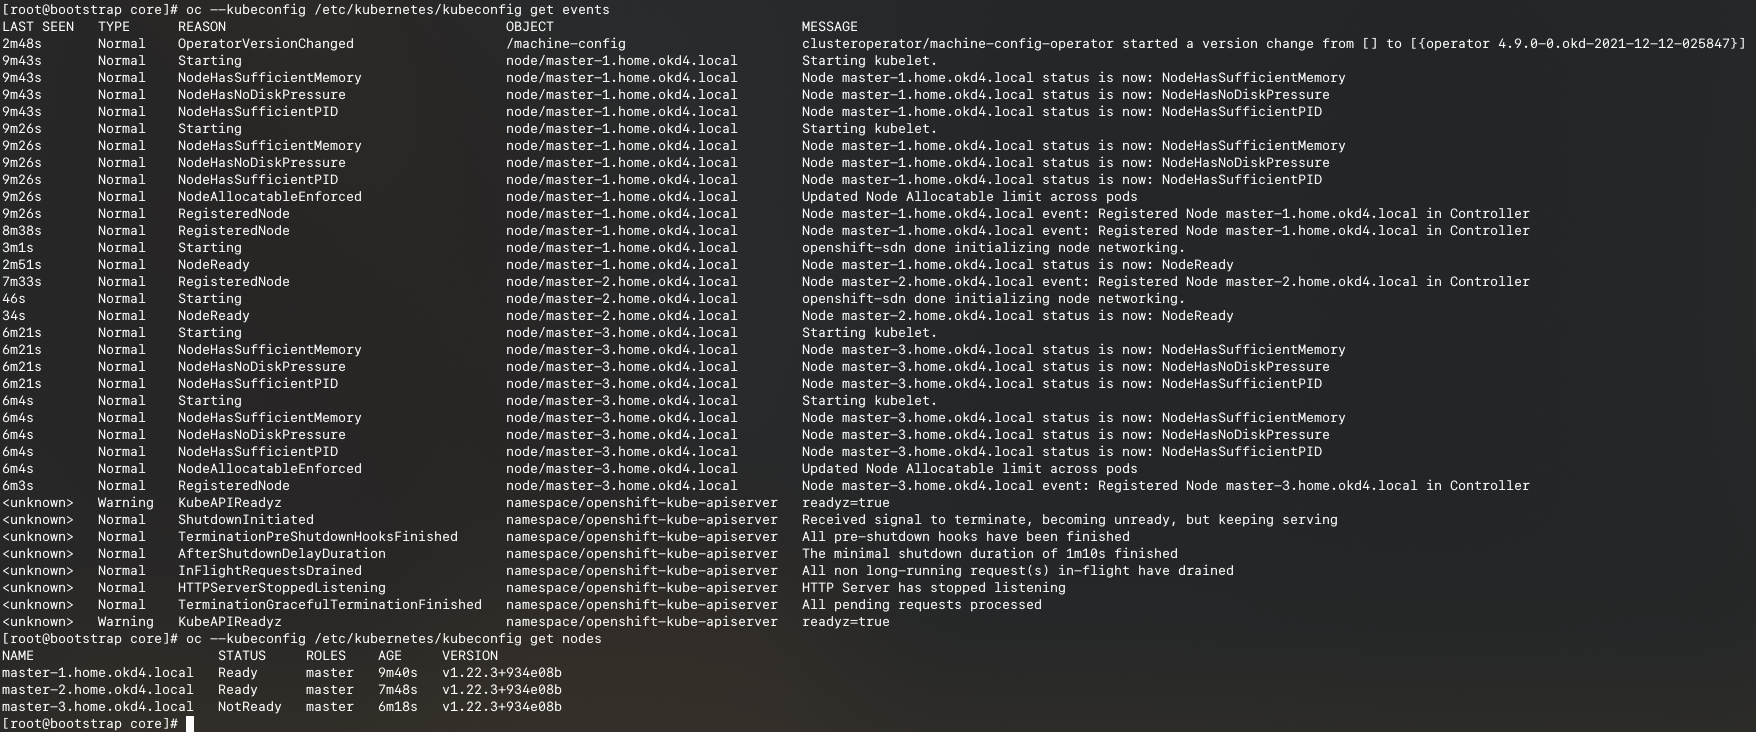 [root@bootstrap core]# oc --kubeconfig /etc/kubernetes/kubeconfig get events
LAST SEEN   TYPE      REASON                                OBJECT                               MESSAGE
2m48s       Normal    OperatorVersionChanged                /machine-config                      clusteroperator/machine-config-operator started a version change from [] to [{operator 4.9.0-0.okd-2021-12-12-025847}]
9m43s       Normal    Starting                              node/master-1.home.okd4.local        Starting kubelet.
9m43s       Normal    NodeHasSufficientMemory               node/master-1.home.okd4.local        Node master-1.home.okd4.local status is now: NodeHasSufficientMemory
9m43s       Normal    NodeHasNoDiskPressure                 node/master-1.home.okd4.local        Node master-1.home.okd4.local status is now: NodeHasNoDiskPressure
9m43s       Normal    NodeHasSufficientPID                  node/master-1.home.okd4.local        Node master-1.home.okd4.local status is now: NodeHasSufficientPID
9m26s       Normal    Starting                              node/master-1.home.okd4.local        Starting kubelet.
9m26s       Normal    NodeHasSufficientMemory               node/master-1.home.okd4.local        Node master-1.home.okd4.local status is now: NodeHasSufficientMemory
9m26s       Normal    NodeHasNoDiskPressure                 node/master-1.home.okd4.local        Node master-1.home.okd4.local status is now: NodeHasNoDiskPressure
9m26s       Normal    NodeHasSufficientPID                  node/master-1.home.okd4.local        Node master-1.home.okd4.local status is now: NodeHasSufficientPID
9m26s       Normal    NodeAllocatableEnforced               node/master-1.home.okd4.local        Updated Node Allocatable limit across pods
9m26s       Normal    RegisteredNode                        node/master-1.home.okd4.local        Node master-1.home.okd4.local event: Registered Node master-1.home.okd4.local in Controller
8m38s       Normal    RegisteredNode                        node/master-1.home.okd4.local        Node master-1.home.okd4.local event: Registered Node master-1.home.okd4.local in Controller
3m1s        Normal    Starting                              node/master-1.home.okd4.local        openshift-sdn done initializing node networking.
2m51s       Normal    NodeReady                             node/master-1.home.okd4.local        Node master-1.home.okd4.local status is now: NodeReady
7m33s       Normal    RegisteredNode                        node/master-2.home.okd4.local        Node master-2.home.okd4.local event: Registered Node master-2.home.okd4.local in Controller
46s         Normal    Starting                              node/master-2.home.okd4.local        openshift-sdn done initializing node networking.
34s         Normal    NodeReady                             node/master-2.home.okd4.local        Node master-2.home.okd4.local status is now: NodeReady
6m21s       Normal    Starting                              node/master-3.home.okd4.local        Starting kubelet.
6m21s       Normal    NodeHasSufficientMemory               node/master-3.home.okd4.local        Node master-3.home.okd4.local status is now: NodeHasSufficientMemory
6m21s       Normal    NodeHasNoDiskPressure                 node/master-3.home.okd4.local        Node master-3.home.okd4.local status is now: NodeHasNoDiskPressure
6m21s       Normal    NodeHasSufficientPID                  node/master-3.home.okd4.local        Node master-3.home.okd4.local status is now: NodeHasSufficientPID
6m4s        Normal    Starting                              node/master-3.home.okd4.local        Starting kubelet.
6m4s        Normal    NodeHasSufficientMemory               node/master-3.home.okd4.local        Node master-3.home.okd4.local status is now: NodeHasSufficientMemory
6m4s        Normal    NodeHasNoDiskPressure                 node/master-3.home.okd4.local        Node master-3.home.okd4.local status is now: NodeHasNoDiskPressure
6m4s        Normal    NodeHasSufficientPID                  node/master-3.home.okd4.local        Node master-3.home.okd4.local status is now: NodeHasSufficientPID
6m4s        Normal    NodeAllocatableEnforced               node/master-3.home.okd4.local        Updated Node Allocatable limit across pods
6m3s        Normal    RegisteredNode                        node/master-3.home.okd4.local        Node master-3.home.okd4.local event: Registered Node master-3.home.okd4.local in Controller
<unknown>   Warning   KubeAPIReadyz                         namespace/openshift-kube-apiserver   readyz=true
<unknown>   Normal    ShutdownInitiated                     namespace/openshift-kube-apiserver   Received signal to terminate, becoming unready, but keeping serving
<unknown>   Normal    TerminationPreShutdownHooksFinished   namespace/openshift-kube-apiserver   All pre-shutdown hooks have been finished
<unknown>   Normal    AfterShutdownDelayDuration            namespace/openshift-kube-apiserver   The minimal shutdown duration of 1m10s finished
<unknown>   Normal    InFlightRequestsDrained               namespace/openshift-kube-apiserver   All non long-running request(s) in-flight have drained
<unknown>   Normal    HTTPServerStoppedListening            namespace/openshift-kube-apiserver   HTTP Server has stopped listening
<unknown>   Normal    TerminationGracefulTerminationFinished   namespace/openshift-kube-apiserver   All pending requests processed
<unknown>   Warning   KubeAPIReadyz                         namespace/openshift-kube-apiserver   readyz=true
[root@bootstrap core]# oc --kubeconfig /etc/kubernetes/kubeconfig get nodes
NAME                       STATUS     ROLES    AGE     VERSION
master-1.home.okd4.local   Ready      master   9m40s   v1.22.3+934e08b
master-2.home.okd4.local   Ready      master   7m48s   v1.22.3+934e08b
master-3.home.okd4.local   NotReady   master   6m18s   v1.22.3+934e08b
[root@bootstrap core]#